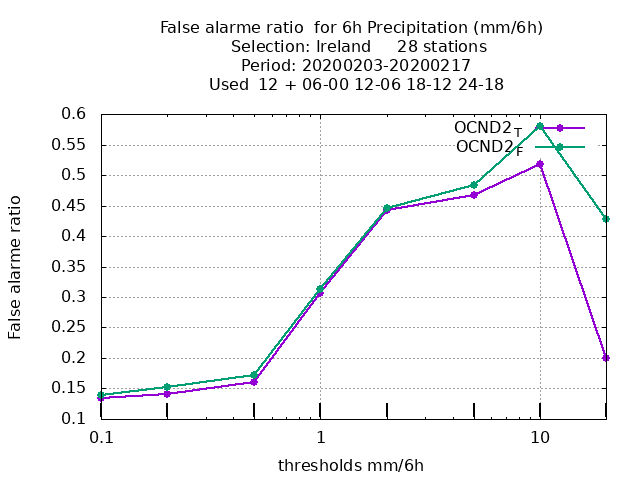 False alarme ratio  for 6h Precipitation (mm/6h)
Selection: Ireland     28 stations
Period: 20200203-20200217
Used  12 + 06-00 12-06 18-12 24-18
OCND2T
OCND2F
0.6
0.55
0.5
0.45
0.4
0.35
0.3
0.25
0.2
0.15
0.1
False alarme ratio
0.1 1 10
thresholds mm/6h